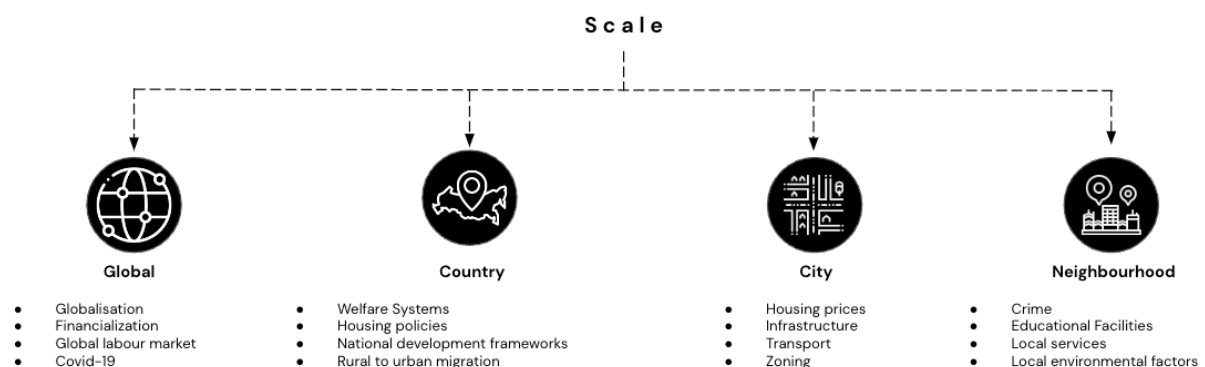 Scale
Global
Country
City
Neighbourhood
● Globalisation
● Financialization
● Global labour market
● Covid-19
● Welfare Systems
● Housing policies
● National development frameworks
● Rural to urban migration
● Housing prices
● Infrastructure
● Transport
● Zoning
● Crime
● Educational Facilities
● Local services
● Local environmental factors